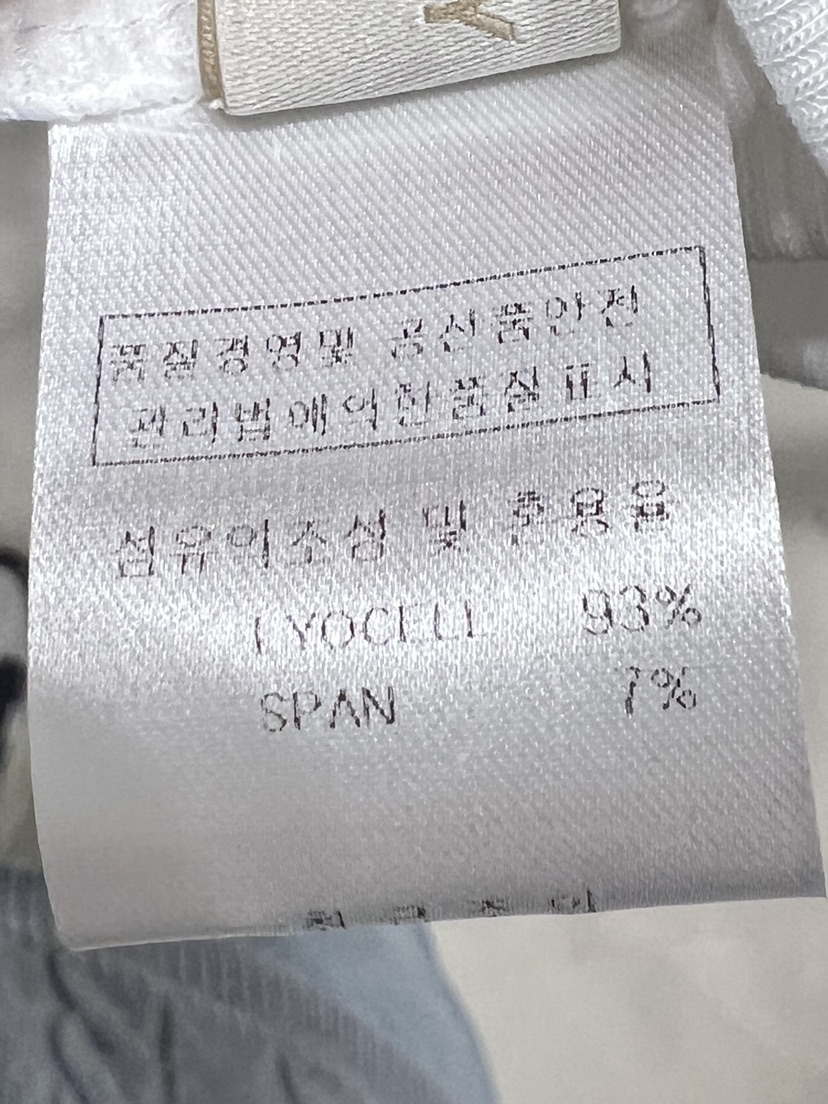 Y
품질경영및 공산품안전
관리법에의한품질표시
섬유의조성 및 혼용율
LYOCELL 93%
SPAN 7%